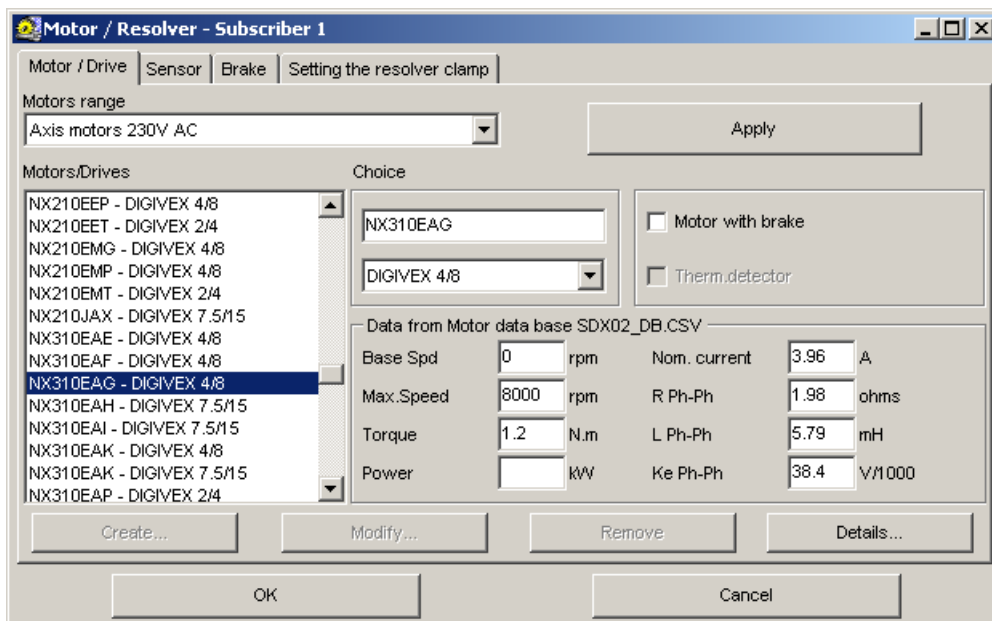 Motor / Resolver - Subscriber 1
Motor / Drive
Sensor
Brake
Setting the resolver clamp
Motors range
Axis motors 230V AC
Apply
Motors/Drives
NX210EEP - DIGIVEX 4/8
NX210EET - DIGIVEX 2/4
NX210EMG - DIGIVEX 4/8
NX210EMP - DIGIVEX 4/8
NX210EMT - DIGIVEX 2/4
NX210JAX - DIGIVEX 7.5/15
NX310EAE - DIGIVEX 4/8
NX310EAF - DIGIVEX 4/8
NX310EAG - DIGIVEX 4/8
NX310EAH - DIGIVEX 7.5/15
NX310EAI - DIGIVEX 7.5/15
NX310EAK - DIGIVEX 4/8
NX310EAK - DIGIVEX 7.5/15
NX310EAP - DIGIVEX 2/4
Choice
NX310EAG
DIGIVEX 4/8
Motor with brake
Therm.detector
Data from Motor data base SDX02_DB.CSV
Base Spd 0 rpm Nom. current 3.96 A
Max.Speed 8000 rpm R Ph-Ph 1.98 ohms
Torque 1.2 N.m L Ph-Ph 5.79 mH
Power kW Ke Ph-Ph 38.4 V/1000
Create...
Modify...
Remove
Details...
OK
Cancel